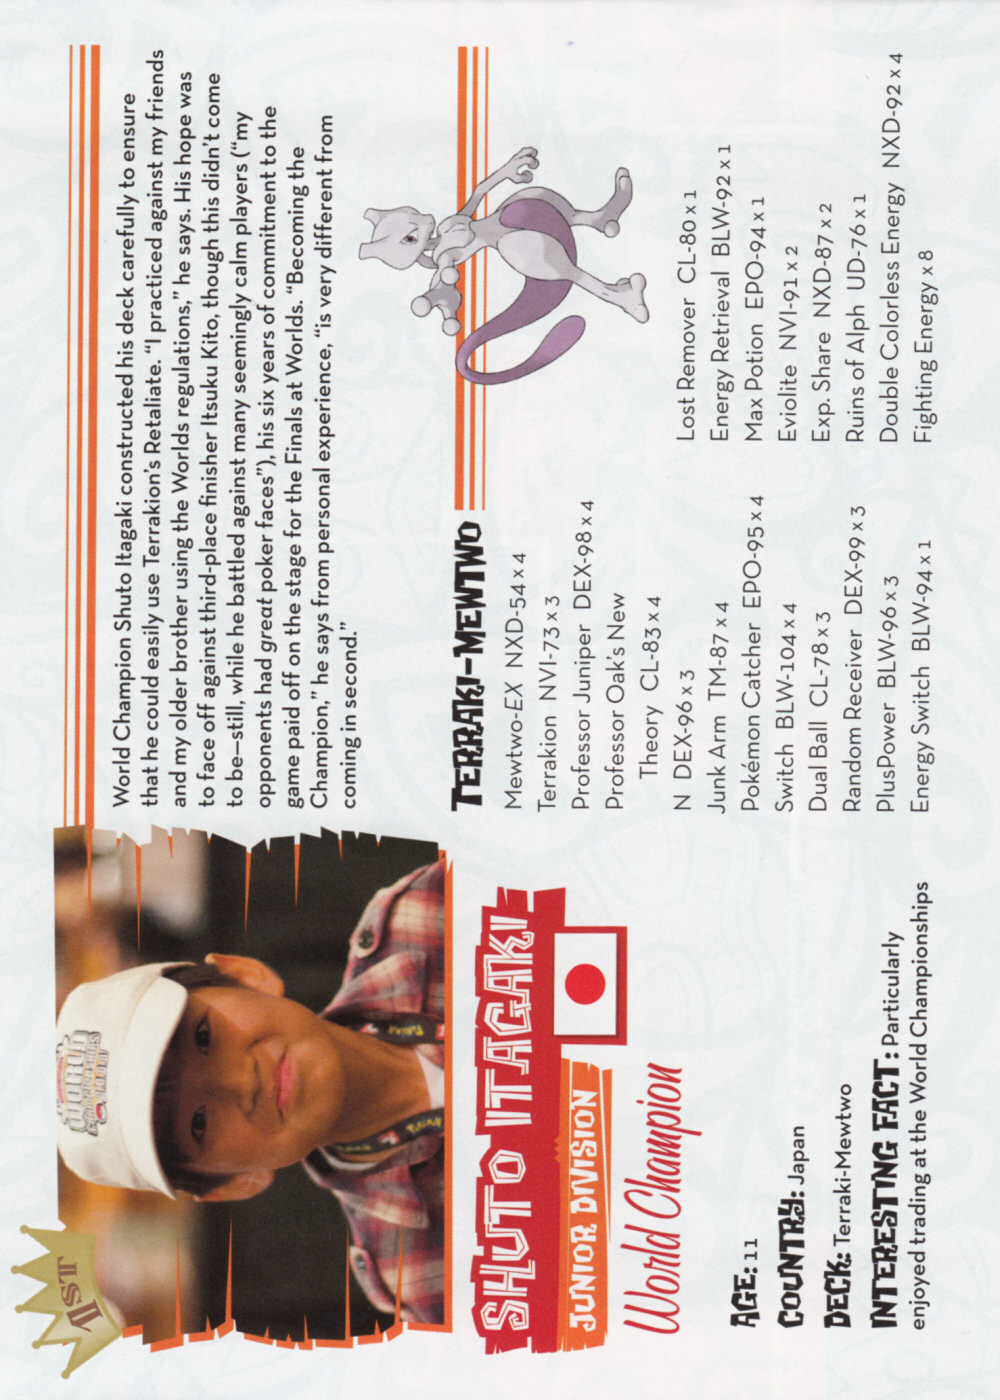 1ST
WORLD
CHAMPIONSHIPS
World Champion Shuto Itagaki constructed his deck carefully to ensure
that he could easily use Terrakion's Retaliate. “I practiced against my friends
and my older brother using the Worlds regulations,” he says. His hope was
to face off against third-place finisher Itsuku Kito, though this didn't come
to be—still, while he battled against many seemingly calm players (“my
opponents had great poker faces”), his six years of commitment to the
game paid off on the stage for the Finals at Worlds. “Becoming the
Champion,” he says from personal experience, “is very different from
coming in second.”
SHUTO ITAGAKI
JUNIOR DIVISION
World Champion
AGE: 11
COUNTRY: Japan
DECK: Terraki-Mewtwo
INTERESTING FACT: Particularly
enjoyed trading at the World Championships
TERRAKI-MEWTWO
Mewtwo-EX NXD-54 x 4
Terrakion NVI-73 x 3
Professor Juniper DEX-98 x 4
Professor Oak's New
Theory CL-83 x 4
N DEX-96 x 3
Junk Arm TM-87 x 4
Pokémon Catcher EPO-95 x 4
Switch BLW-104 x 4
Dual Ball CL-78 x 3
Random Receiver DEX-99 x 3
PlusPower BLW-96 x 3
Energy Switch BLW-94 x 1
Lost Remover CL-80 x 1
Energy Retrieval BLW-92 x 1
Max Potion EPO-94 x 1
Eviolite NVI-91 x 2
Exp. Share NXD-87 x 2
Ruins of Alph UD-76 x 1
Double Colorless Energy NXD-92 x 4
Fighting Energy x 8